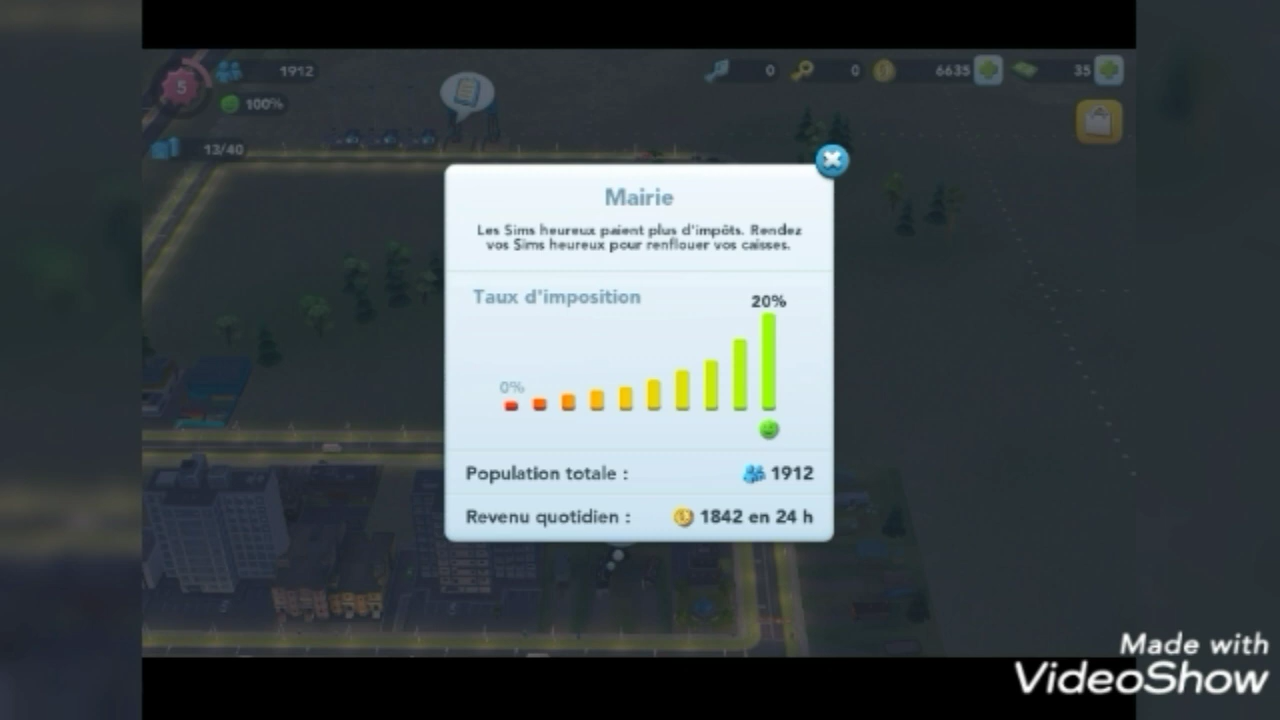 5
1912
0
0
6635
35
100%
13/40
Mairie
Les Sims heureux paient plus d'impôts. Rendez
vos Sims heureux pour renflouer vos caisses.
Taux d'imposition
20%
0%
Population totale : 1912
Revenu quotidien : 1842 en 24 h
Made with
VideoShow